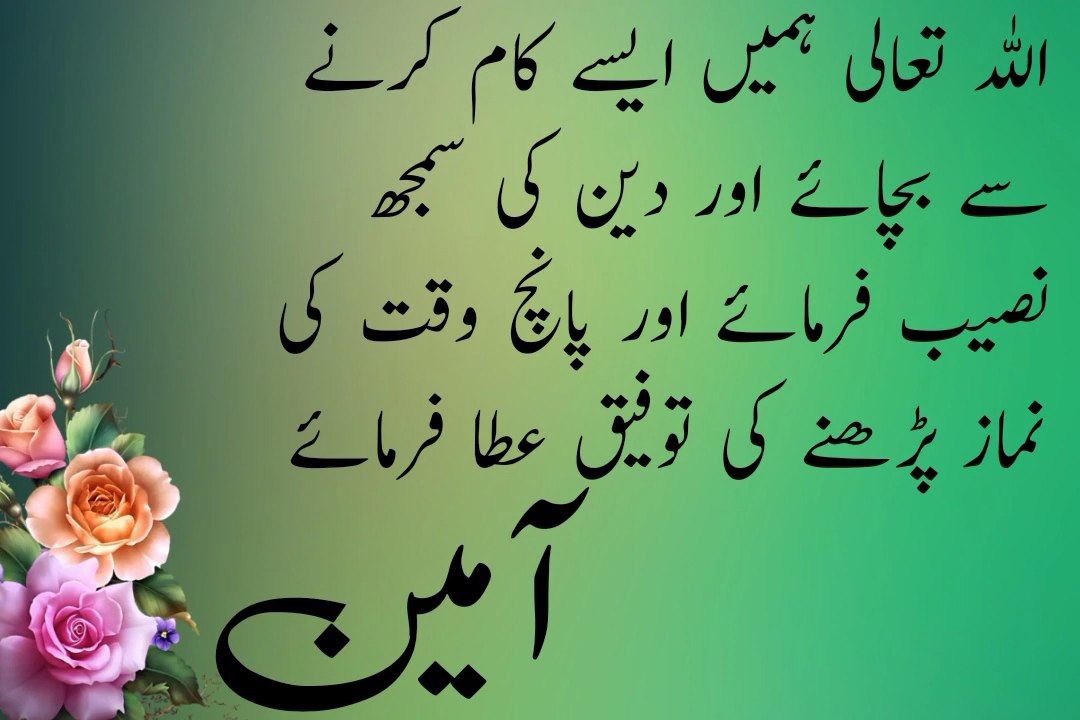 اللہ تعالی ہمیں ایسے کام کرنے
سے بچائے اور دین کی سمجھ
نصیب فرمائے اور پانچ وقت کی
نماز پڑھنے کی توفیق عطا فرمائے
آمین